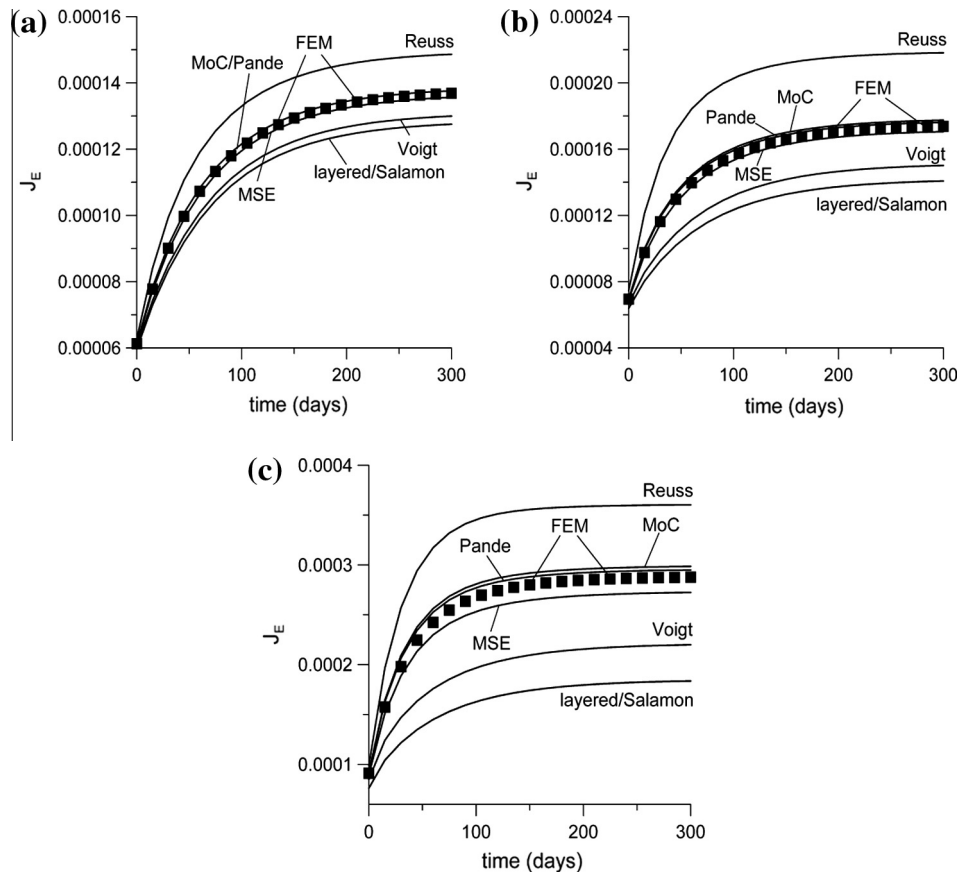 (a)
0.00016
0.00014
0.00012
0.00010
0.00008
0.00006
J_E
0
100
200
300
time (days)
Reuss
FEM
MoC/Pande
Voigt
layered/Salamon
MSE
(b)
0.00024
0.00020
0.00016
0.00012
0.00008
0.00004
J_E
0
100
200
300
time (days)
Reuss
FEM
MoC
Pande
MSE
Voigt
layered/Salamon
(c)
0.0004
0.0003
0.0002
0.0001
J_E
0
100
200
300
time (days)
Reuss
FEM
MoC
Pande
MSE
Voigt
layered/Salamon